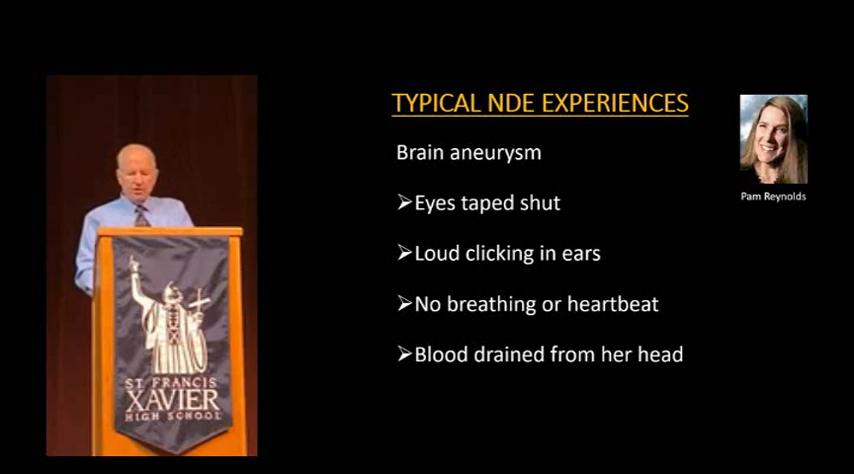 TYPICAL NDE EXPERIENCES
Brain aneurysm
➢Eyes taped shut
➢Loud clicking in ears
➢No breathing or heartbeat
➢Blood drained from her head
Pam Reynolds
ST. FRANCIS
XAVIER
HIGH SCHOOL